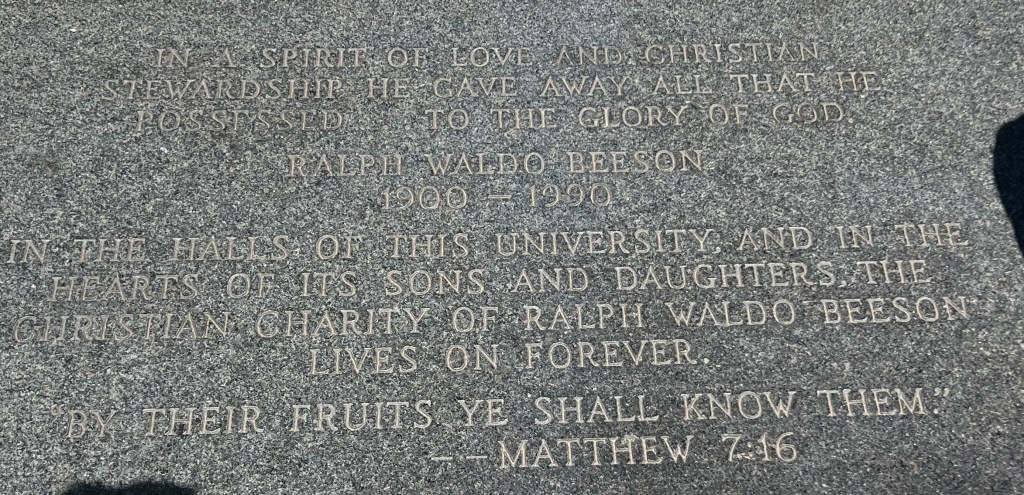 IN A SPIRIT OF LOVE AND CHRISTIAN
STEWARDSHIP HE GAVE AWAY ALL THAT HE
POSSESSED TO THE GLORY OF GOD.
RALPH WALDO BEESON
1900 – 1990
IN THE HALLS OF THIS UNIVERSITY, AND IN THE
HEARTS OF ITS SONS AND DAUGHTERS, THE
CHRISTIAN CHARITY OF RALPH WALDO BEESON
LIVES ON FOREVER.
"BY THEIR FRUITS YE SHALL KNOW THEM."
––MATTHEW 7:16